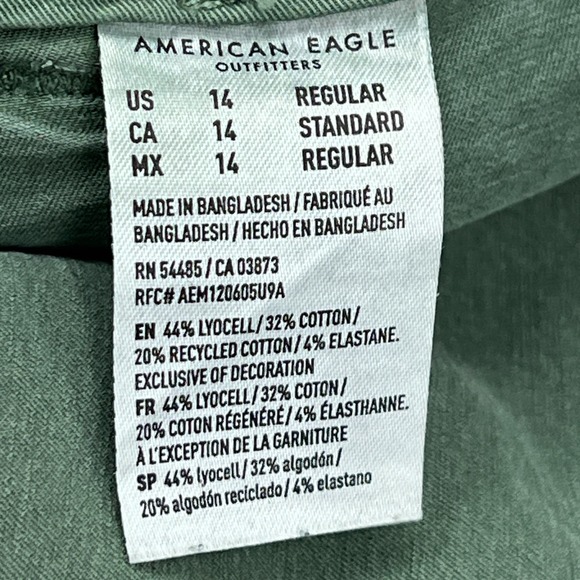 AMERICAN EAGLE
OUTFITTERS
US 14 REGULAR
CA 14 STANDARD
MX 14 REGULAR
MADE IN BANGLADESH / FABRIQUÉ AU
BANGLADESH / HECHO EN BANGLADESH
RN 54485 / CA 03873
RFC# AEM120605U9A
EN 44% LYOCELL / 32% COTTON /
20% RECYCLED COTTON / 4% ELASTANE.
EXCLUSIVE OF DECORATION
FR 44% LYOCELL / 32% COTON /
20% COTON RÉGÉNÉRÉ / 4% ÉLASTHANNE.
À L'EXCEPTION DE LA GARNITURE
SP 44% lyocell / 32% algodón /
20% algodón reciclado / 4% elastano